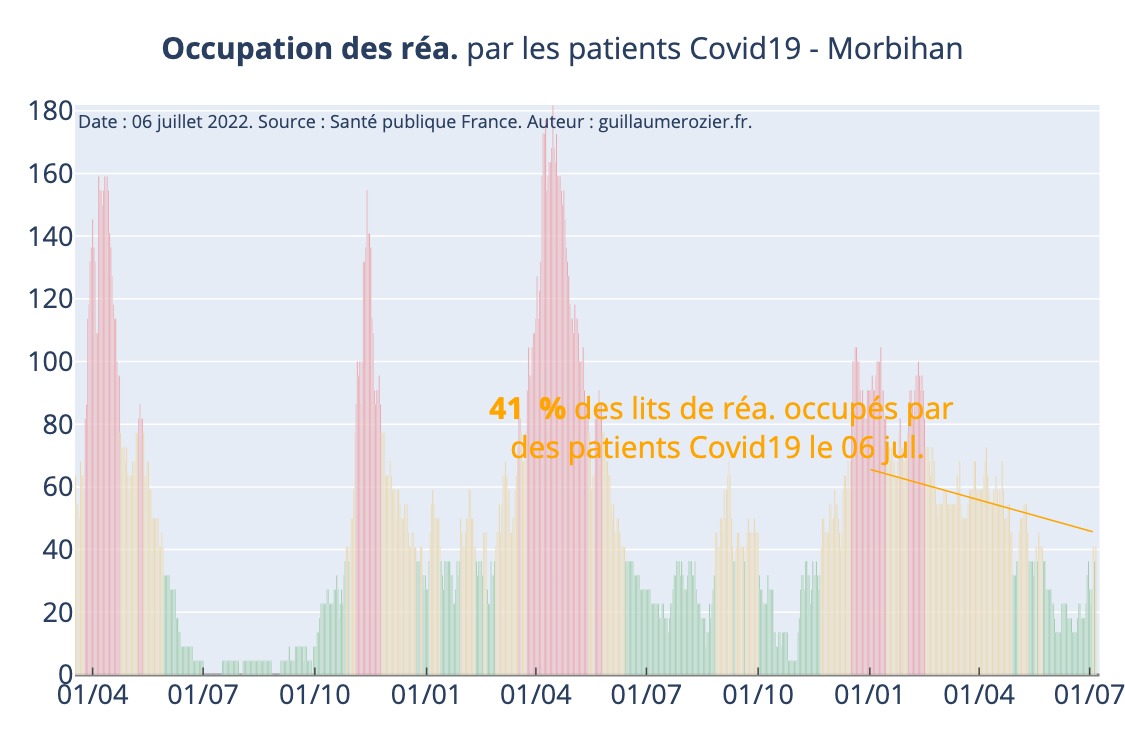 Occupation des réa. par les patients Covid19 - Morbihan
180
Date : 06 juillet 2022. Source : Santé publique France. Auteur : guillaumerozier.fr.
160
140
120
100
80
41 % des lits de réa. occupés par
des patients Covid19 le 06 jul.
60
40
20
0
01/04 01/07 01/10 01/01 01/04 01/07 01/10 01/01 01/04 01/07